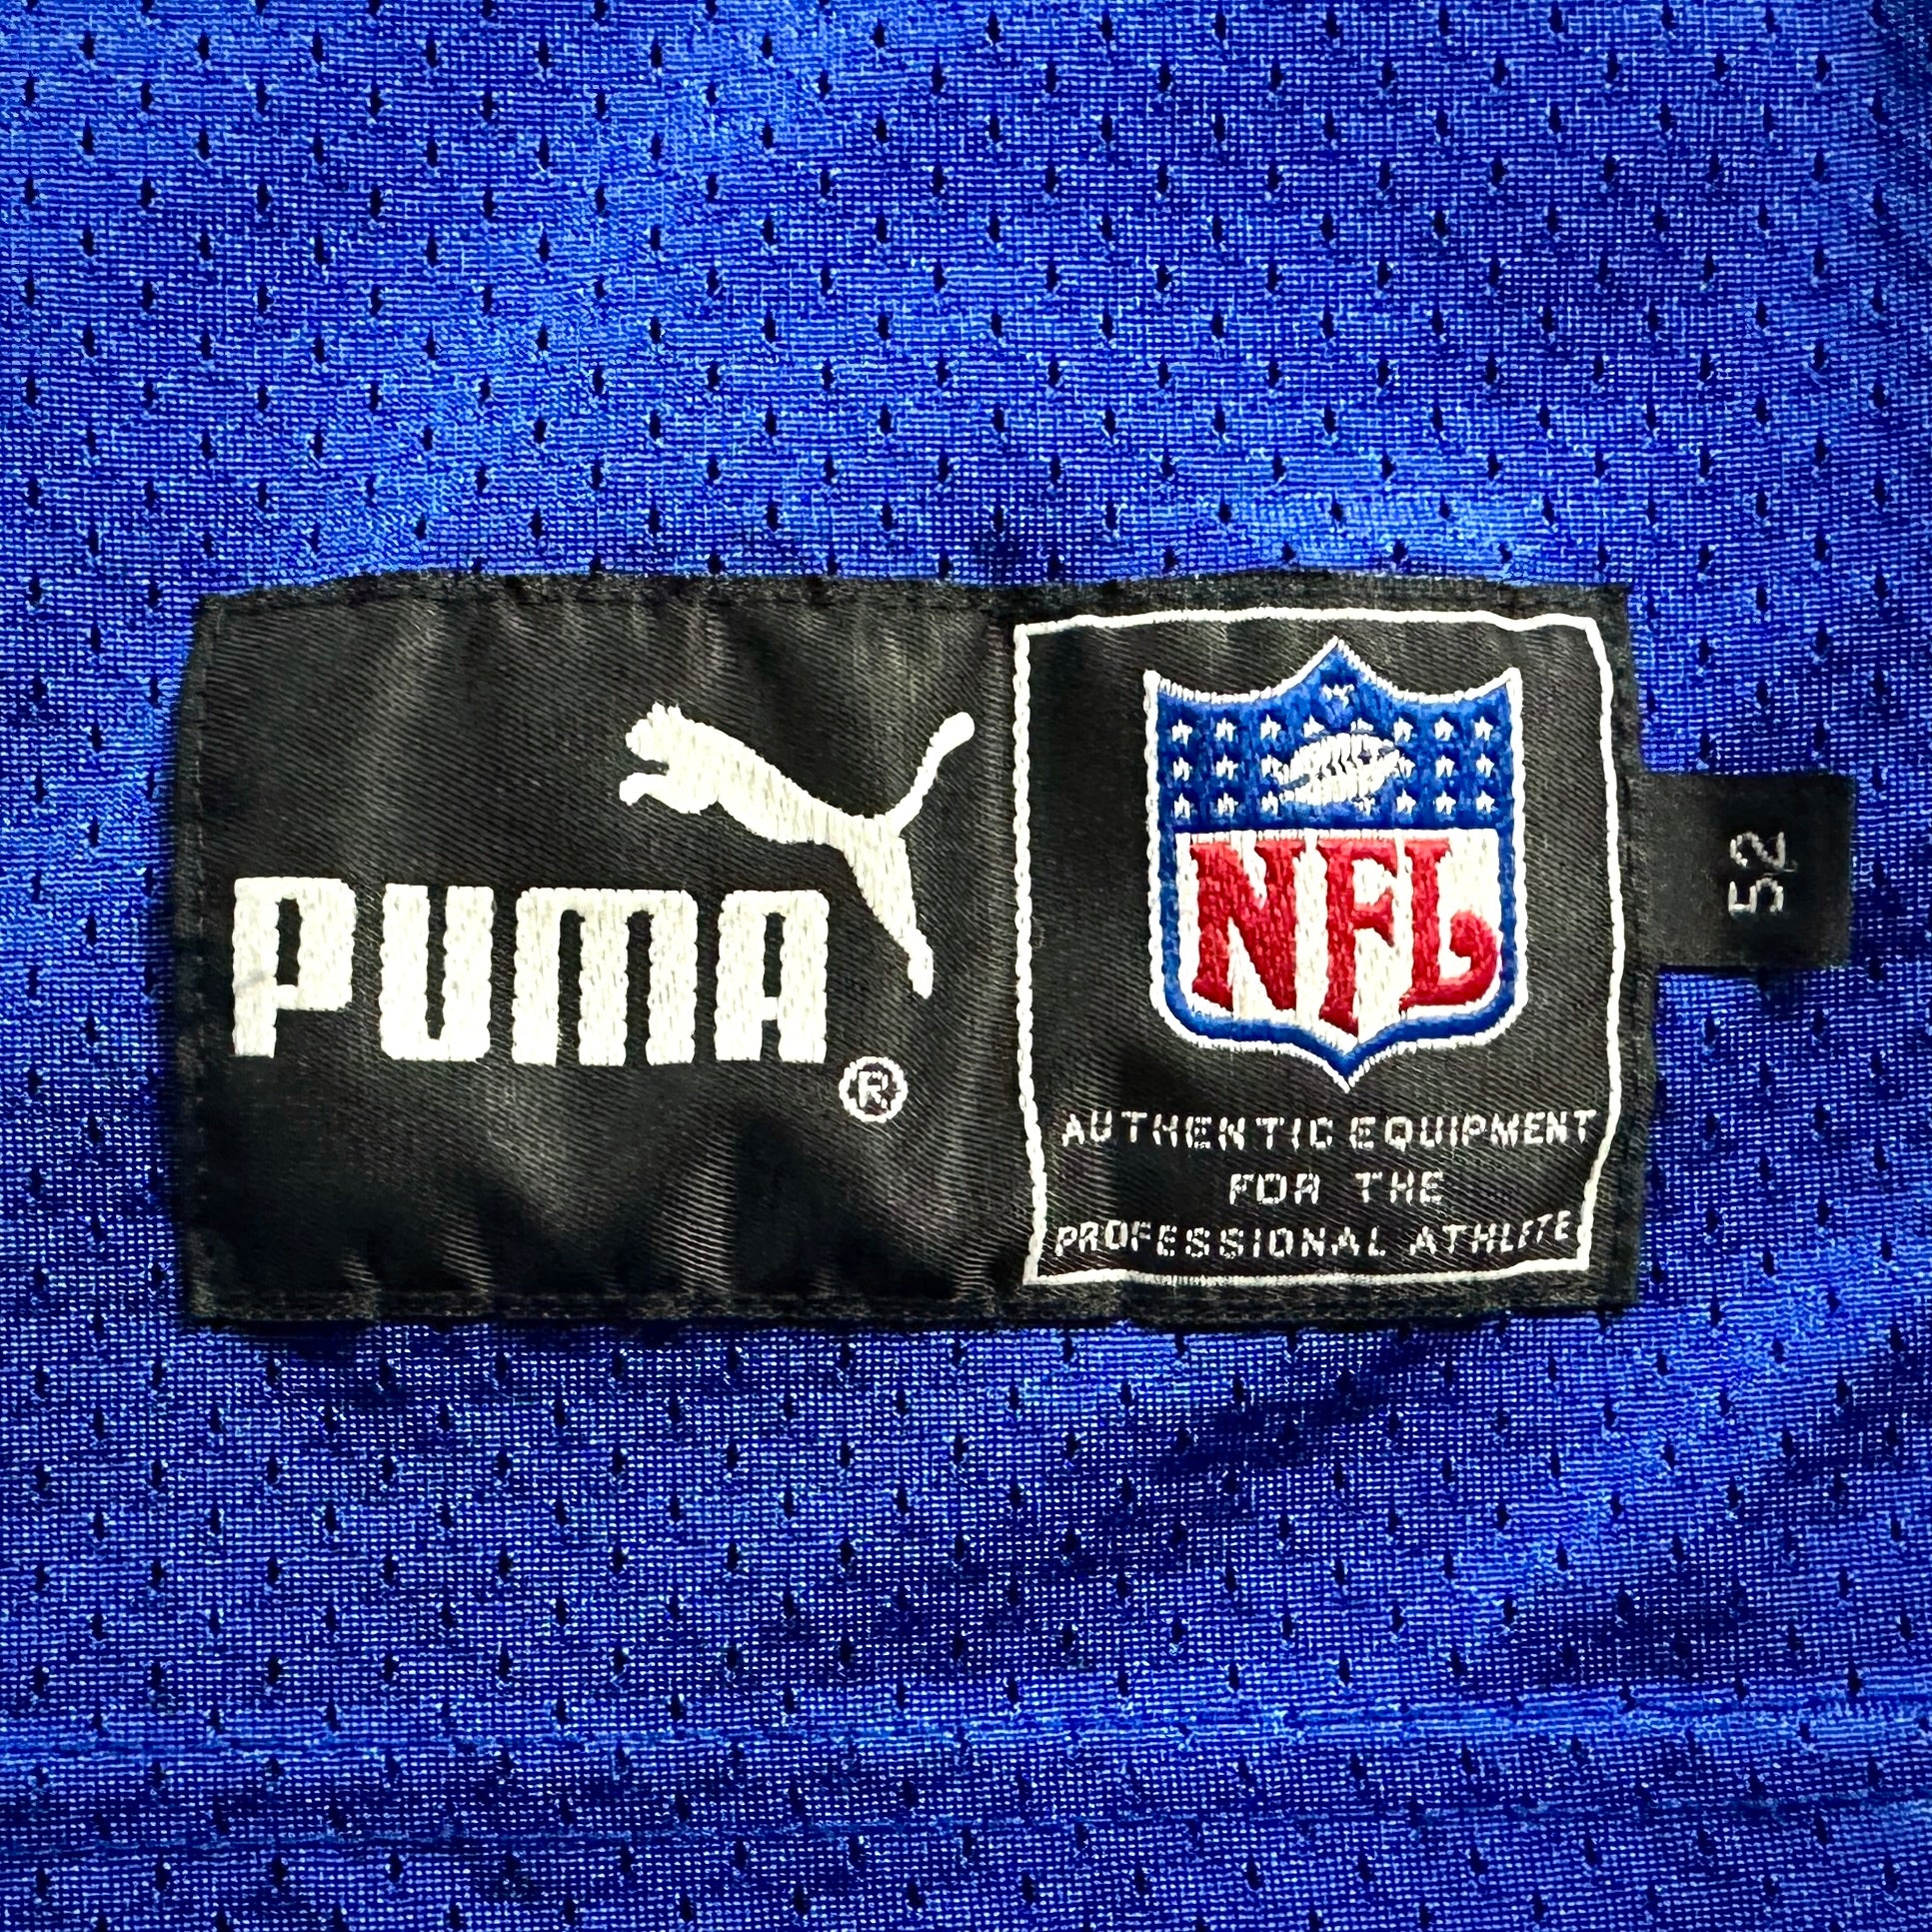 PUMA
®
NFL
AUTHENTIC EQUIPMENT
FOR THE
PROFESSIONAL ATHLETE
52